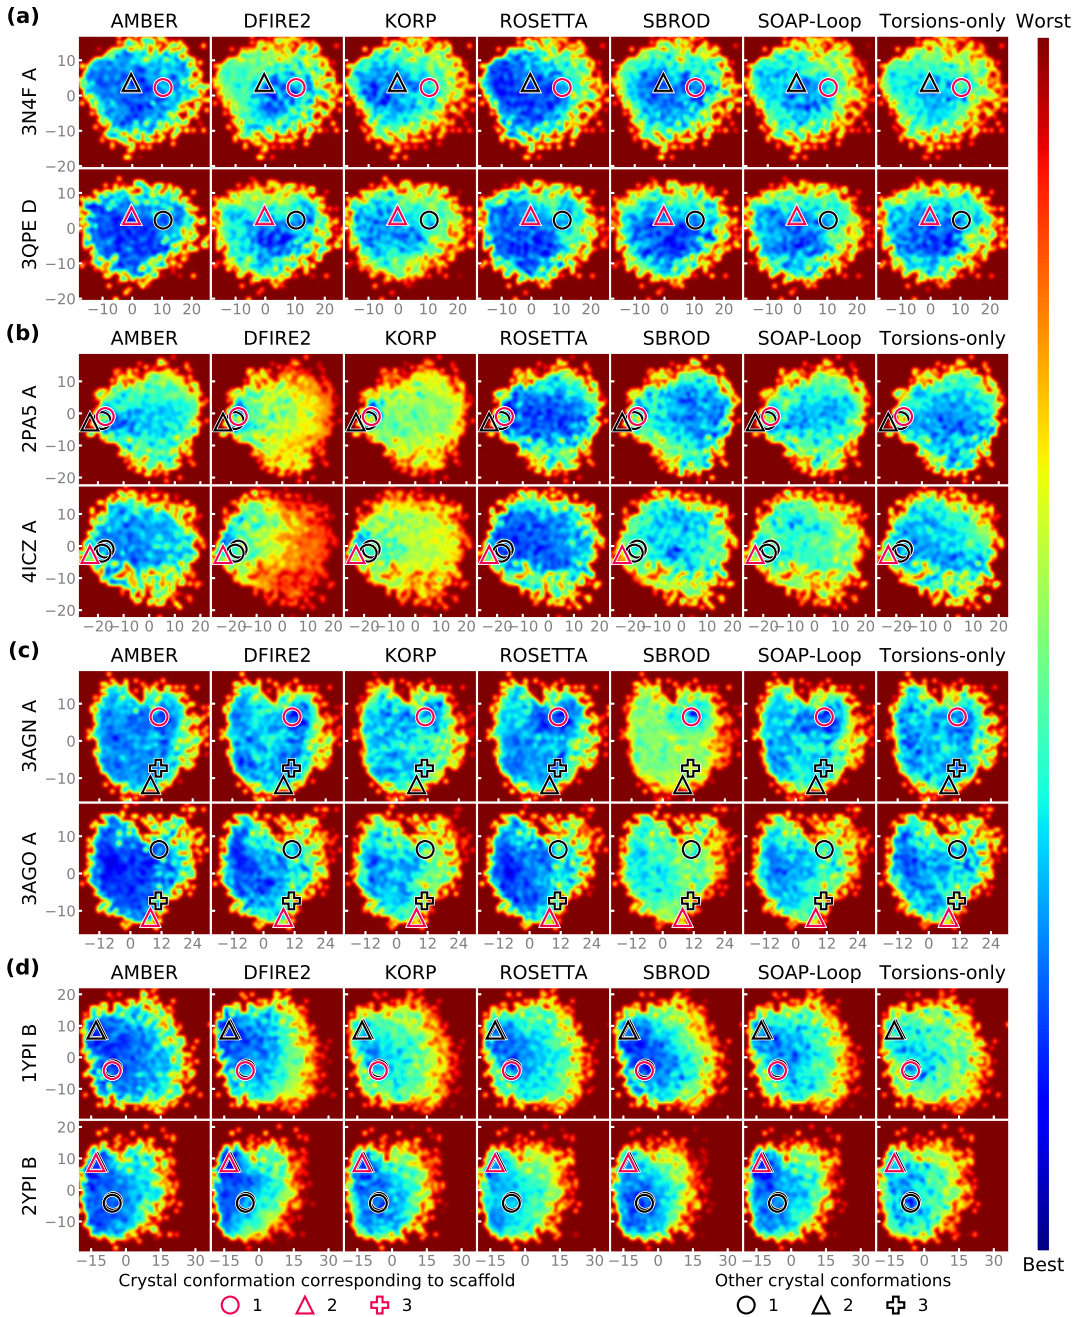 (a)
AMBER DFIRE2 KORP ROSETTA SBROD SOAP-Loop Torsions-only Worst
3N4F A
10
0
−10
−20
3QPE D
10
0
−10
−20
−10 0 10 20 −10 0 10 20 −10 0 10 20 −10 0 10 20 −10 0 10 20 −10 0 10 20 −10 0 10 20
(b)
AMBER DFIRE2 KORP ROSETTA SBROD SOAP-Loop Torsions-only
2PA5 A
10
0
−10
−20
4ICZ A
10
0
−10
−20
−20−10 0 10 20 −20−10 0 10 20 −20−10 0 10 20 −20−10 0 10 20 −20−10 0 10 20 −20−10 0 10 20 −20−10 0 10 20
(c)
AMBER DFIRE2 KORP ROSETTA SBROD SOAP-Loop Torsions-only
3AGN A
10
0
−10
3AGO A
10
0
−10
−12 0 12 24 −12 0 12 24 −12 0 12 24 −12 0 12 24 −12 0 12 24 −12 0 12 24 −12 0 12 24
(d)
AMBER DFIRE2 KORP ROSETTA SBROD SOAP-Loop Torsions-only
1YPI B
20
10
0
−10
2YPI B
20
10
0
−10
−15 0 15 30 −15 0 15 30 −15 0 15 30 −15 0 15 30 −15 0 15 30 −15 0 15 30 −15 0 15 30
Best
Crystal conformation corresponding to scaffold Other crystal conformations
1 2 3 1 2 3